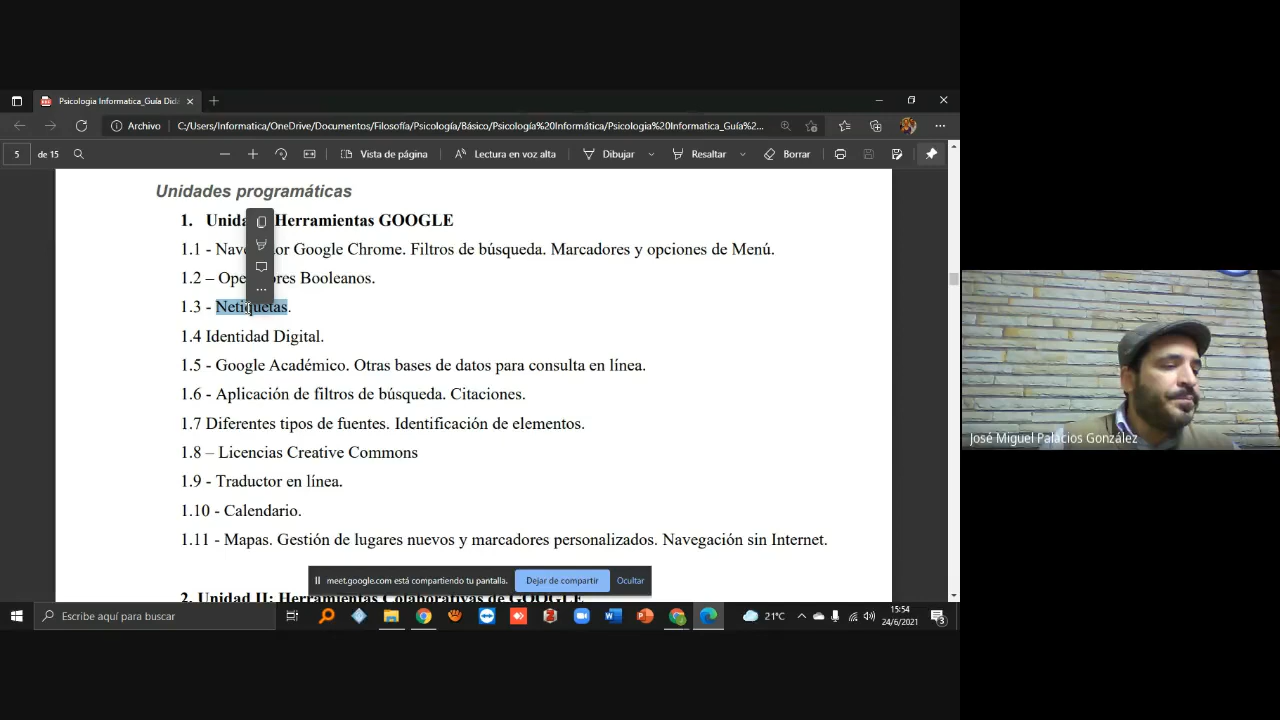 Psicologia Informatica_Guía Did
Archivo
C:/Users/Informatica/OneDrive/Documentos/Filosofía/Psicología/Básico/Psicología%20Informática/Psicologia%20Informatica_Guía%2...
5 de 15
Vista de página
Lectura en voz alta
Dibujar
Resaltar
Borrar
Unidades programáticas
1. Unida Herramientas GOOGLE
1.1 - Nav or Google Chrome. Filtros de búsqueda. Marcadores y opciones de Menú.
1.2 – Ope ores Booleanos.
1.3 - Netiquetas.
1.4 Identidad Digital.
1.5 - Google Académico. Otras bases de datos para consulta en línea.
1.6 - Aplicación de filtros de búsqueda. Citaciones.
1.7 Diferentes tipos de fuentes. Identificación de elementos.
1.8 – Licencias Creative Commons
1.9 - Traductor en línea.
1.10 - Calendario.
1.11 - Mapas. Gestión de lugares nuevos y marcadores personalizados. Navegación sin Internet.
José Miguel Palacios González
meet.google.com está compartiendo tu pantalla.
Dejar de compartir
Ocultar
2. Unidad II: Herramientas Colaborativas de GOOGLE
Escribe aquí para buscar
21°C
15:54
24/6/2021
3